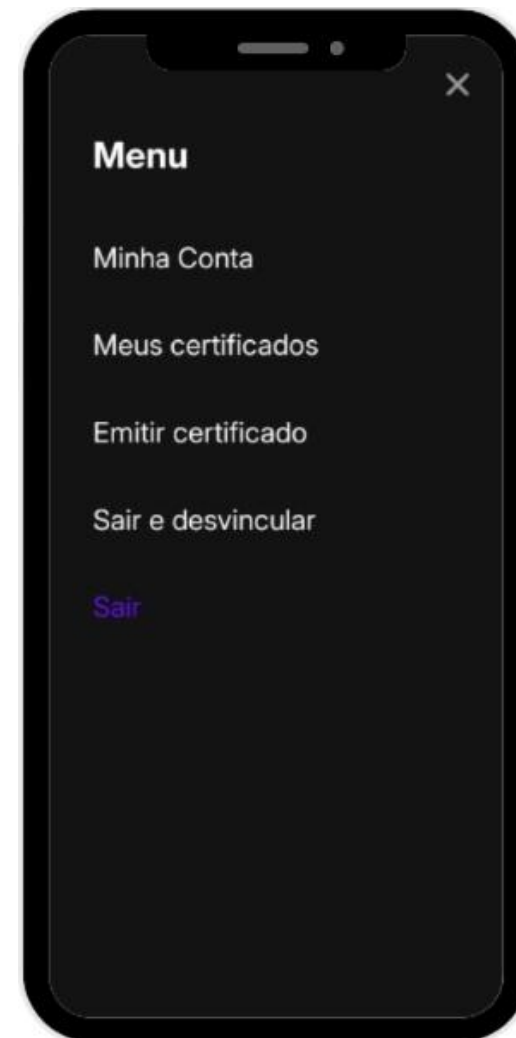 Menu
Minha Conta
Meus certificados
Emitir certificado
Sair e desvincular
Sair